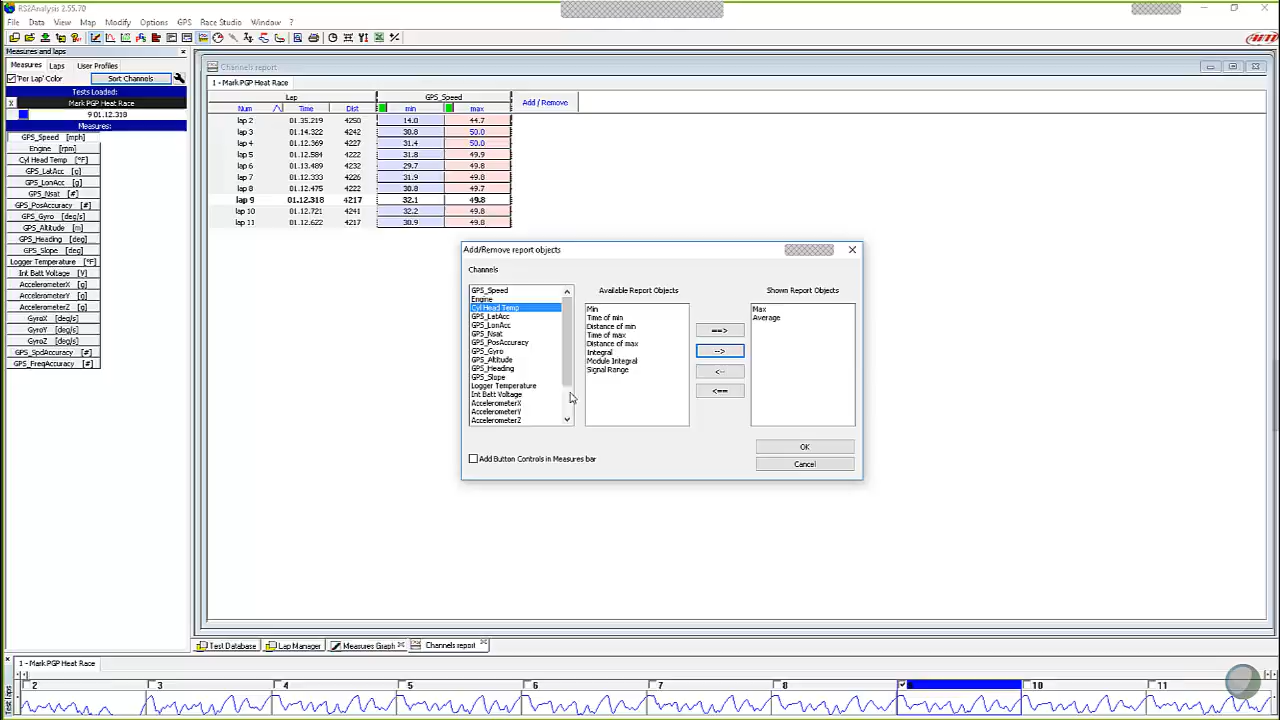 RS2Analysis 2.55.70
File Data View Map Modify Options GPS Race Studio Window ?
Measures and laps
Measures Laps User Profiles
'Per Lap' Color Sort Channels
Tests Loaded:
x Mark PGP Heat Race
9 01.12.318
Measures:
GPS_Speed [mph]
Engine [rpm]
Cyl Head Temp [°F]
GPS_LatAcc [g]
GPS_LonAcc [g]
GPS_Nsat [#]
GPS_PosAccuracy [#]
GPS_Gyro [deg/s]
GPS_Altitude [m]
GPS_Heading [deg]
GPS_Slope [deg]
Logger Temperature [°F]
Int Batt Voltage [V]
AccelerometerX [g]
AccelerometerY [g]
AccelerometerZ [g]
GyroX [deg/s]
GyroY [deg/s]
GyroZ [deg/s]
GPS_SpdAccuracy [#]
GPS_FreqAccuracy [#]
Channels report
1 - Mark PGP Heat Race
Lap GPS_Speed Add / Remove
Num Time Dist min max
lap 2 01.35.219 4250 14.0 44.7
lap 3 01.14.322 4242 30.8 50.0
lap 4 01.12.369 4227 31.4 50.0
lap 5 01.12.584 4222 31.8 49.9
lap 6 01.13.489 4232 29.7 49.8
lap 7 01.12.333 4226 31.9 49.8
lap 8 01.12.475 4222 30.8 49.7
lap 9 01.12.318 4217 32.1 49.8
lap 10 01.12.721 4241 32.2 49.8
lap 11 01.12.622 4217 30.9 49.8
Add/Remove report objects
Channels
GPS_Speed
Engine
Cyl Head Temp
GPS_LatAcc
GPS_LonAcc
GPS_Nsat
GPS_PosAccuracy
GPS_Gyro
GPS_Altitude
GPS_Heading
GPS_Slope
Logger Temperature
Int Batt Voltage
AccelerometerX
AccelerometerY
AccelerometerZ
Available Report Objects
Min
Time of min
Distance of min
Time of max
Distance of max
Integral
Module Integral
Signal Range
==>
-->
<--
<==
Shown Report Objects
Max
Average
Add Button Controls in Measures bar
OK
Cancel
Test Database Lap Manager Measures Graph Channels report
1 - Mark PGP Heat Race
Test laps
2 3 4 5 6 7 8 10 11